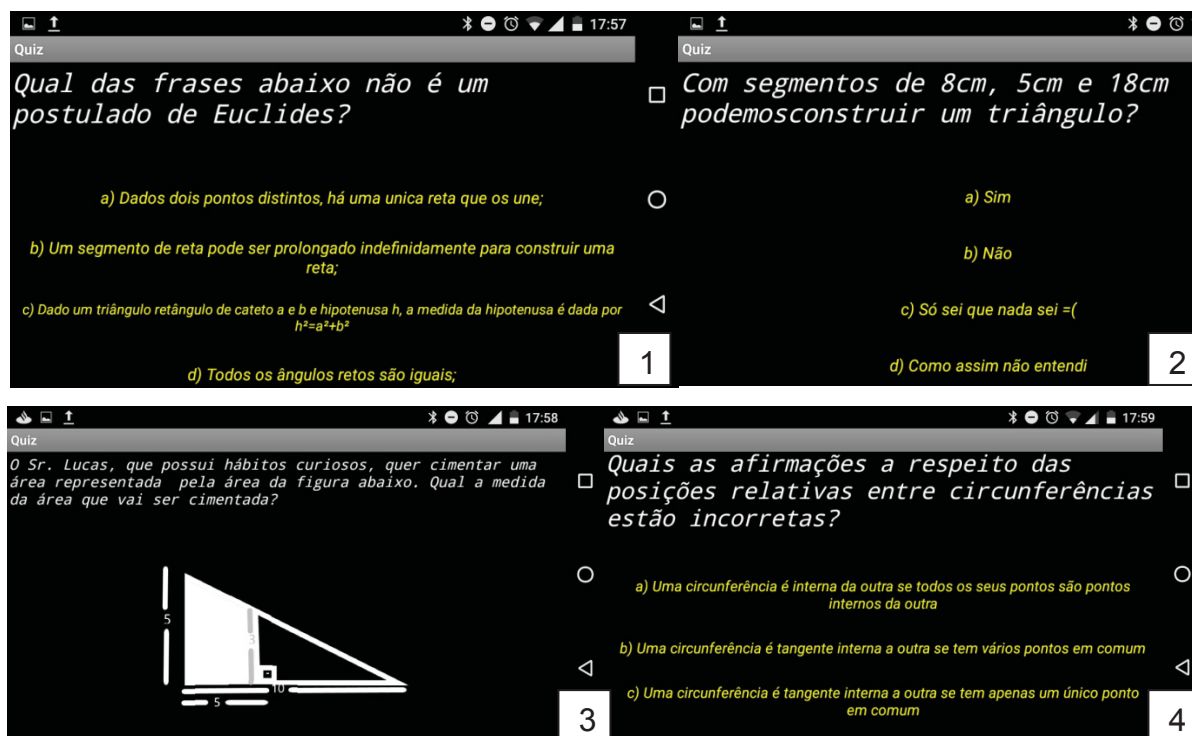 17:57
Quiz
Qual das frases abaixo não é um
postulado de Euclides?
a) Dados dois pontos distintos, há uma unica reta que os une;
b) Um segmento de reta pode ser prolongado indefinidamente para construir uma
reta;
c) Dado um triângulo retângulo de cateto a e b e hipotenusa h, a medida da hipotenusa é dada por
h²=a²+b²
d) Todos os ângulos retos são iguais;
1
Quiz
Com segmentos de 8cm, 5cm e 18cm
podemosconstruir um triângulo?
a) Sim
b) Não
c) Só sei que nada sei =(
d) Como assim não entendi
2
17:58
Quiz
O Sr. Lucas, que possui hábitos curiosos, quer cimentar uma
área representada pela área da figura abaixo. Qual a medida
da área que vai ser cimentada?
5
10
5
3
17:59
Quiz
Quais as afirmações a respeito das
posições relativas entre circunferências
estão incorretas?
a) Uma circunferência é interna da outra se todos os seus pontos são pontos
internos da outra
b) Uma circunferência é tangente interna a outra se tem vários pontos em comum
c) Uma circunferência é tangente interna a outra se tem apenas um único ponto
em comum
4